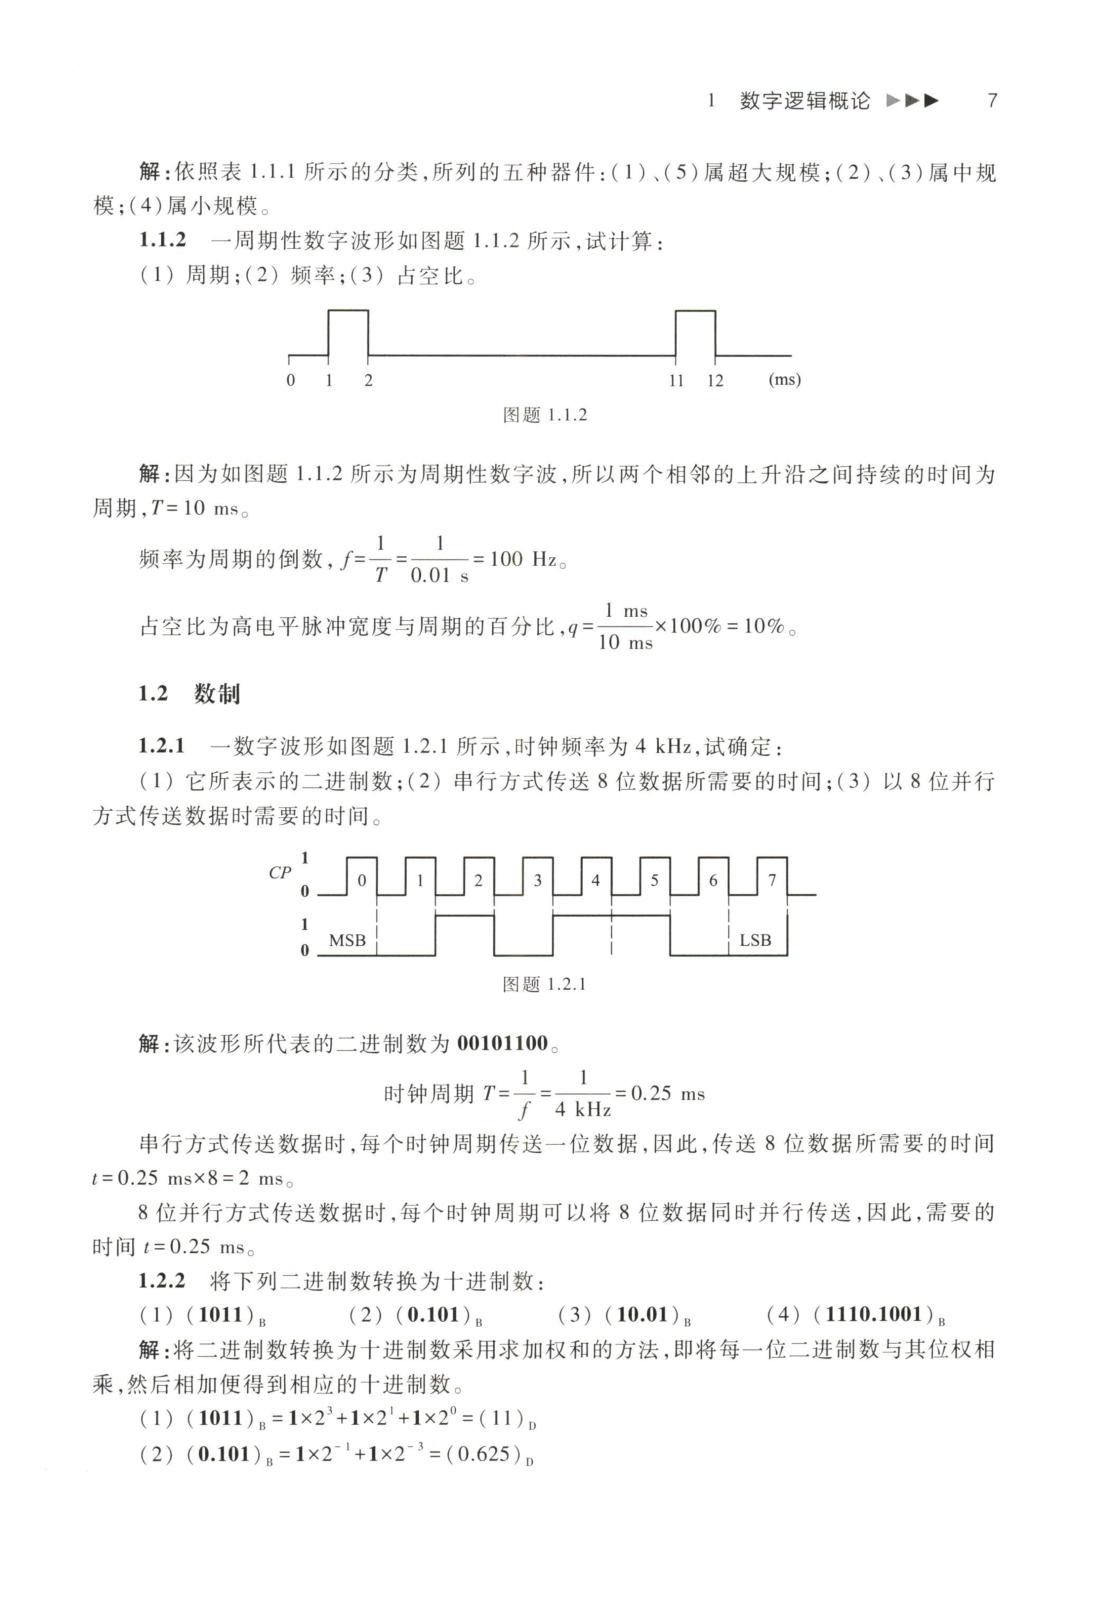 1 数字逻辑概论 ▶▶▶ 7
解:依照表 1.1.1 所示的分类,所列的五种器件:(1)、(5)属超大规模;(2)、(3)属中规
模;(4)属小规模。
1.1.2 一周期性数字波形如图题 1.1.2 所示,试计算:
(1) 周期;(2) 频率;(3) 占空比。
0 1 2 11 12 (ms)
图题 1.1.2
解:因为如图题 1.1.2 所示为周期性数字波,所以两个相邻的上升沿之间持续的时间为
周期,T=10 ms。
频率为周期的倒数, f=1/T=1/0.01 s=100 Hz。
占空比为高电平脉冲宽度与周期的百分比,q=1 ms/10 ms×100%=10%。
1.2 数制
1.2.1 一数字波形如图题 1.2.1 所示,时钟频率为 4 kHz,试确定:
(1) 它所表示的二进制数;(2) 串行方式传送 8 位数据所需要的时间;(3) 以 8 位并行
方式传送数据时需要的时间。
CP 1 0 0 1 2 3 4 5 6 7
1 0 MSB LSB
图题 1.2.1
解:该波形所代表的二进制数为 00101100。
时钟周期 T=1/f=1/4 kHz=0.25 ms
串行方式传送数据时,每个时钟周期传送一位数据,因此,传送 8 位数据所需要的时间
t=0.25 ms×8=2 ms。
8 位并行方式传送数据时,每个时钟周期可以将 8 位数据同时并行传送,因此,需要的
时间 t=0.25 ms。
1.2.2 将下列二进制数转换为十进制数:
(1) (1011)B (2) (0.101)B (3) (10.01)B (4) (1110.1001)B
解:将二进制数转换为十进制数采用求加权和的方法,即将每一位二进制数与其位权相
乘,然后相加便得到相应的十进制数。
(1) (1011)B=1×2³+1×2¹+1×2⁰=(11)D
(2) (0.101)B=1×2⁻¹+1×2⁻³=(0.625)D